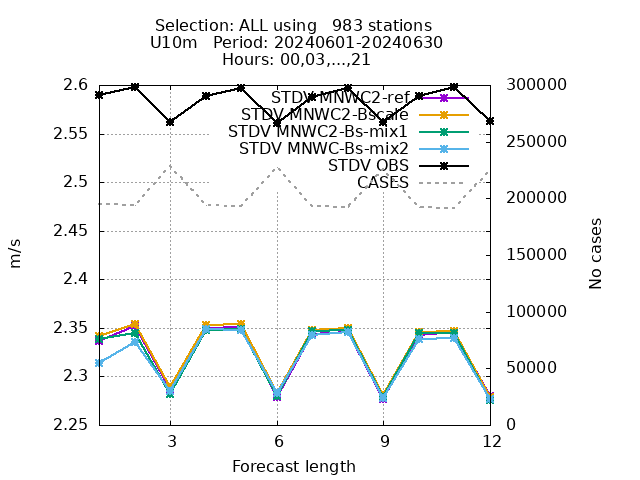 Selection: ALL using   983 stations
U10m   Period: 20240601-20240630
Hours: 00,03,...,21
2.6
2.55
2.5
2.45
2.4
2.35
2.3
2.25
m/s
STDV MNWC2-ref
STDV MNWC2-Bscale
STDV MNWC2-Bs-mix1
STDV MNWC-Bs-mix2
STDV OBS
CASES
300000
250000
200000
150000
100000
50000
0
No cases
3 6 9 12
Forecast length